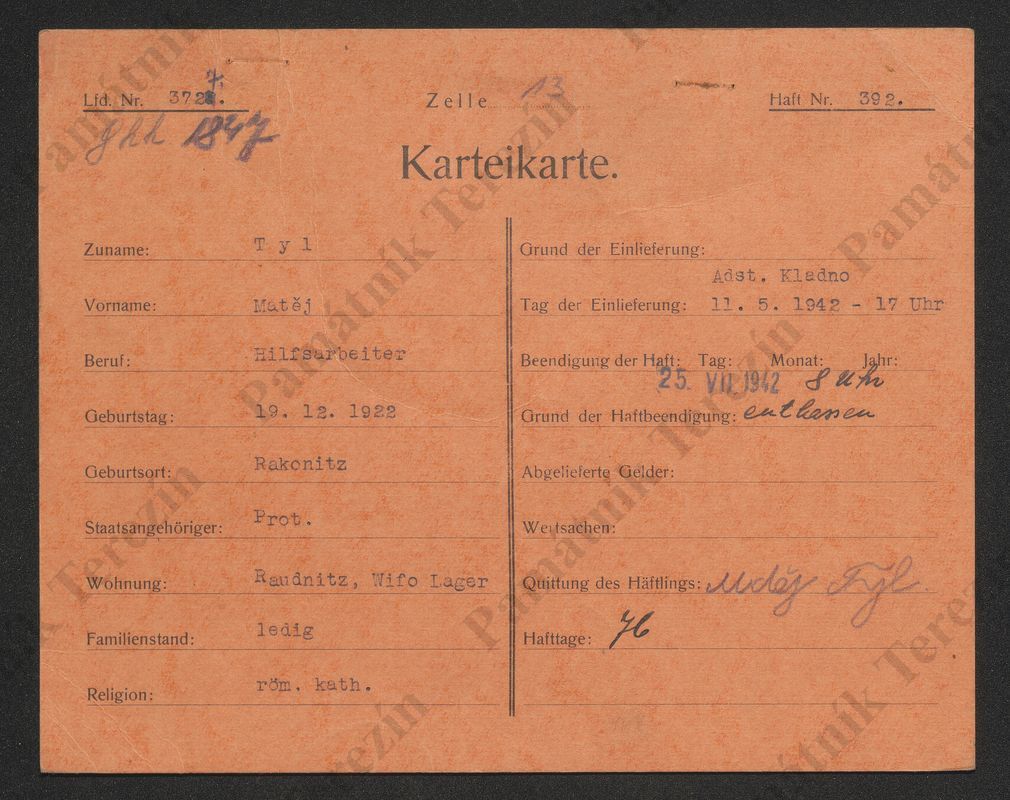 Lfd. Nr. 3727.
Zelle 13
Haft Nr. 392.
1847
Karteikarte.
Zuname: Tyl
Vorname: Matěj
Beruf: Hilfsarbeiter
Geburtstag: 19. 12. 1922
Geburtsort: Rakonitz
Staatsangehöriger: Prot.
Wohnung: Raudnitz, Wifo Lager
Familienstand: ledig
Religion: röm. kath.
Grund der Einlieferung:
Adst. Kladno
Tag der Einlieferung: 11. 5. 1942 - 17 Uhr
Beendigung der Haft: Tag: Monat: Jahr:
25. VII 1942 8 Uhr
Grund der Haftbeendigung: entlassen
Abgelieferte Gelder:
Wertsachen:
Quittung des Häftlings: Matěj Tyl.
Hafttage: 76
Památník Terezín